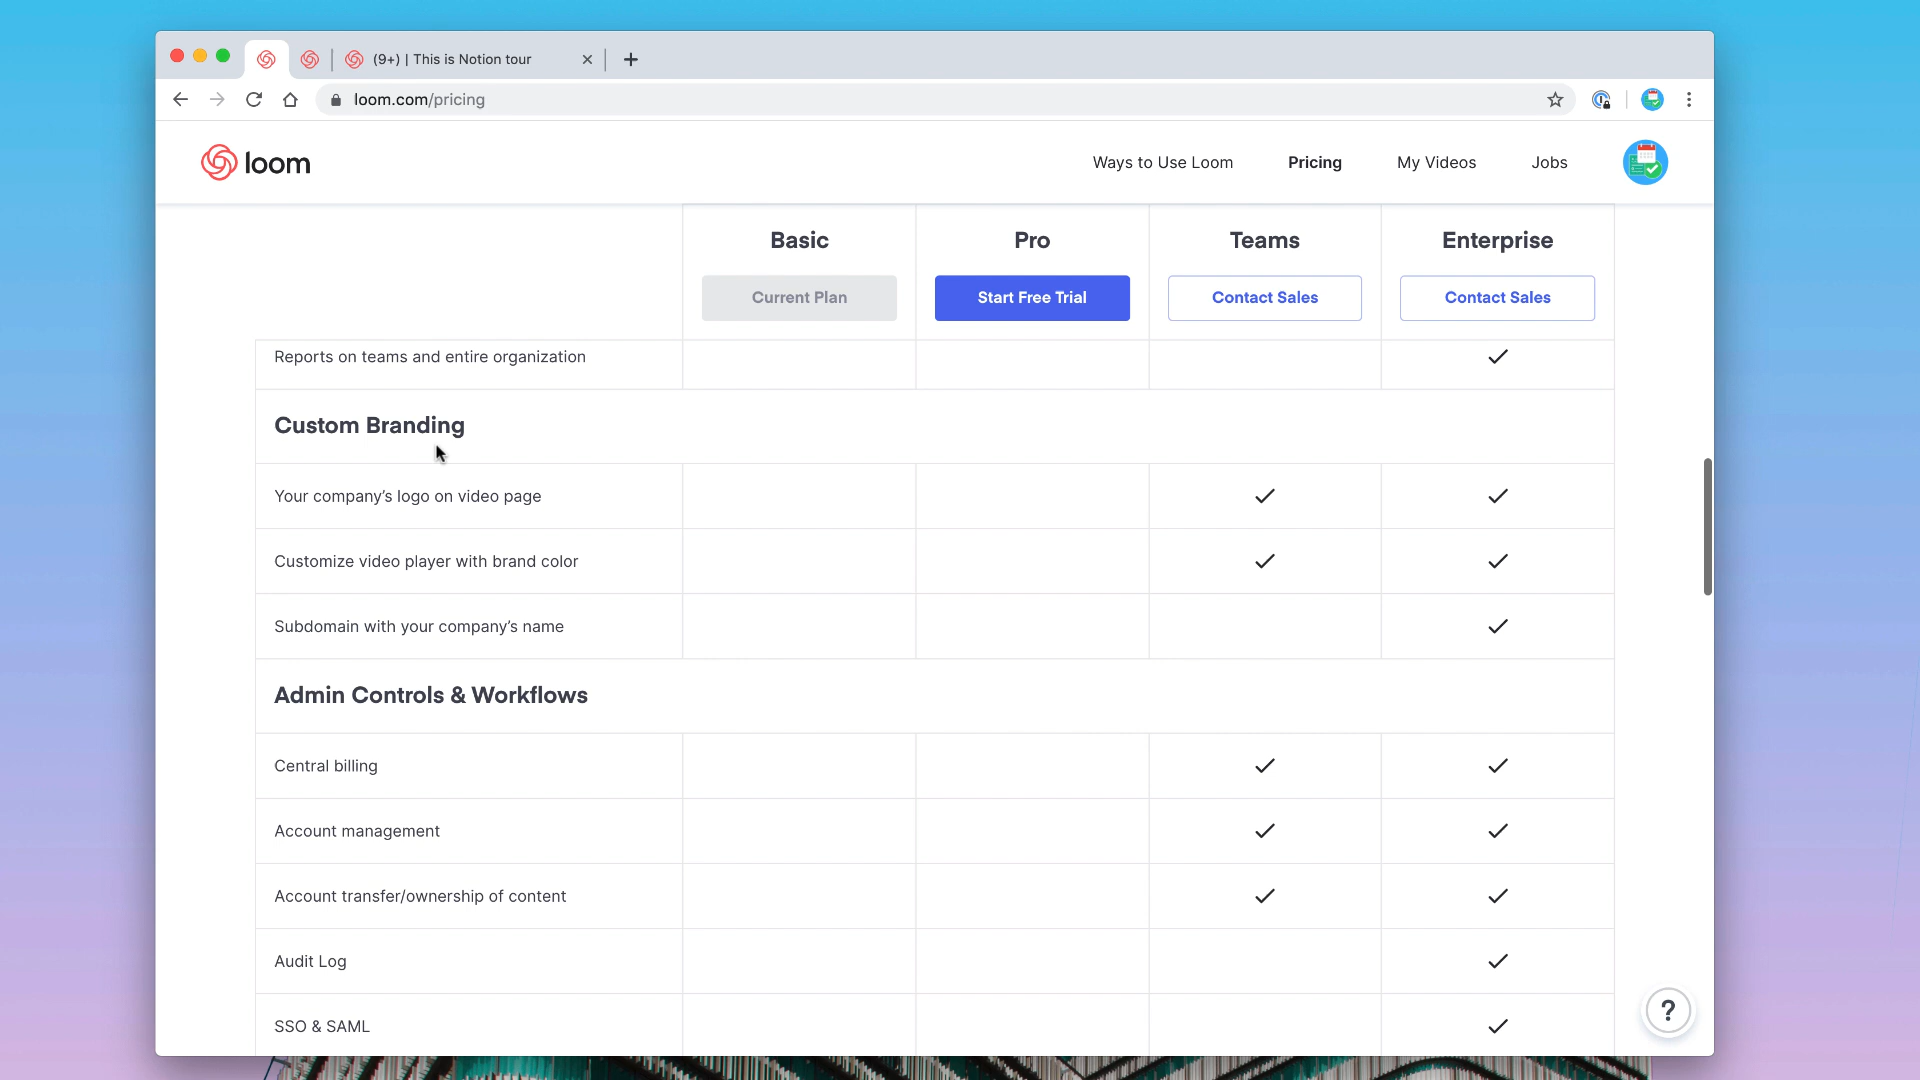 (9+) | This is Notion tour
loom.com/pricing
loom
Ways to Use Loom
Pricing
My Videos
Jobs
Basic
Pro
Teams
Enterprise
Current Plan
Start Free Trial
Contact Sales
Contact Sales
Reports on teams and entire organization
Custom Branding
Your company’s logo on video page
Customize video player with brand color
Subdomain with your company’s name
Admin Controls & Workflows
Central billing
Account management
Account transfer/ownership of content
Audit Log
SSO & SAML
?